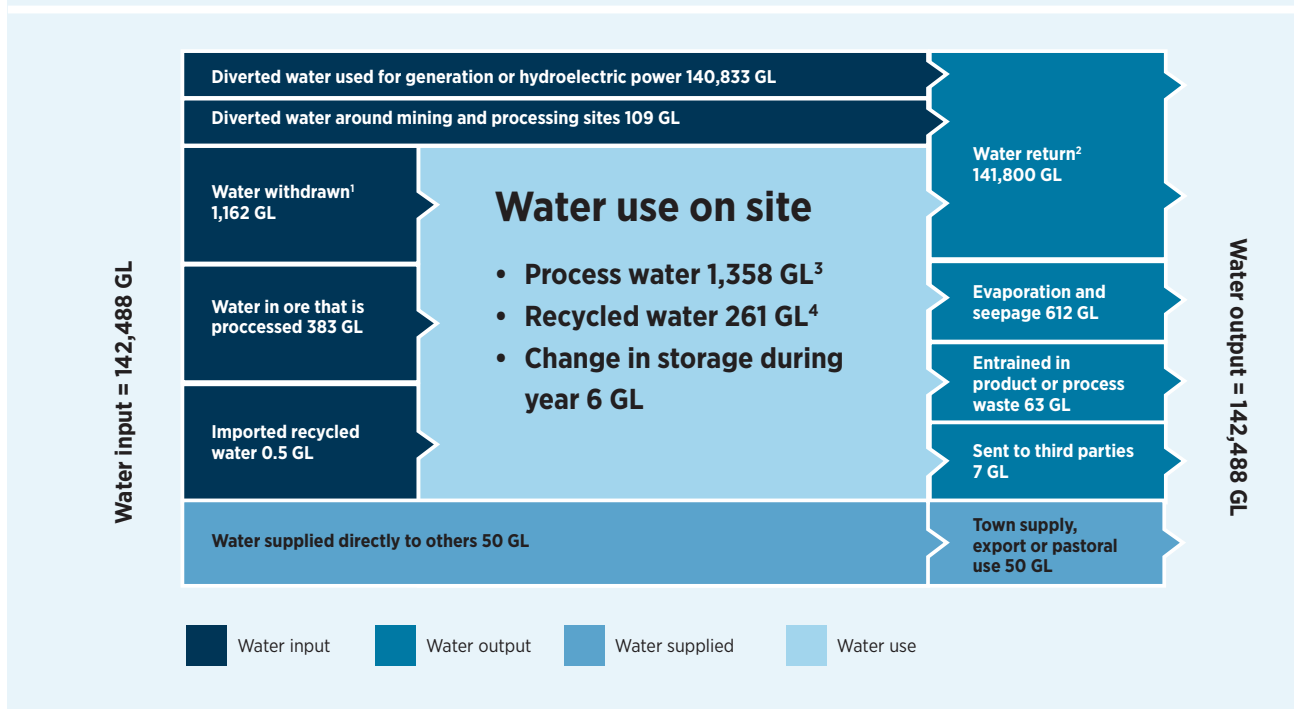 Diverted water used for generation or hydroelectric power 140,833 GL
Diverted water around mining and processing sites 109 GL
Water withdrawn¹
1,162 GL
Water in ore that is
proccessed 383 GL
Imported recycled
water 0.5 GL
Water input = 142,488 GL
Water use on site
• Process water 1,358 GL³
• Recycled water 261 GL⁴
• Change in storage during
year 6 GL
Water return²
141,800 GL
Evaporation and
seepage 612 GL
Entrained in
product or process
waste 63 GL
Sent to third parties
7 GL
Water output = 142,488 GL
Water supplied directly to others 50 GL
Town supply,
export or pastoral
use 50 GL
Water input
Water output
Water supplied
Water use